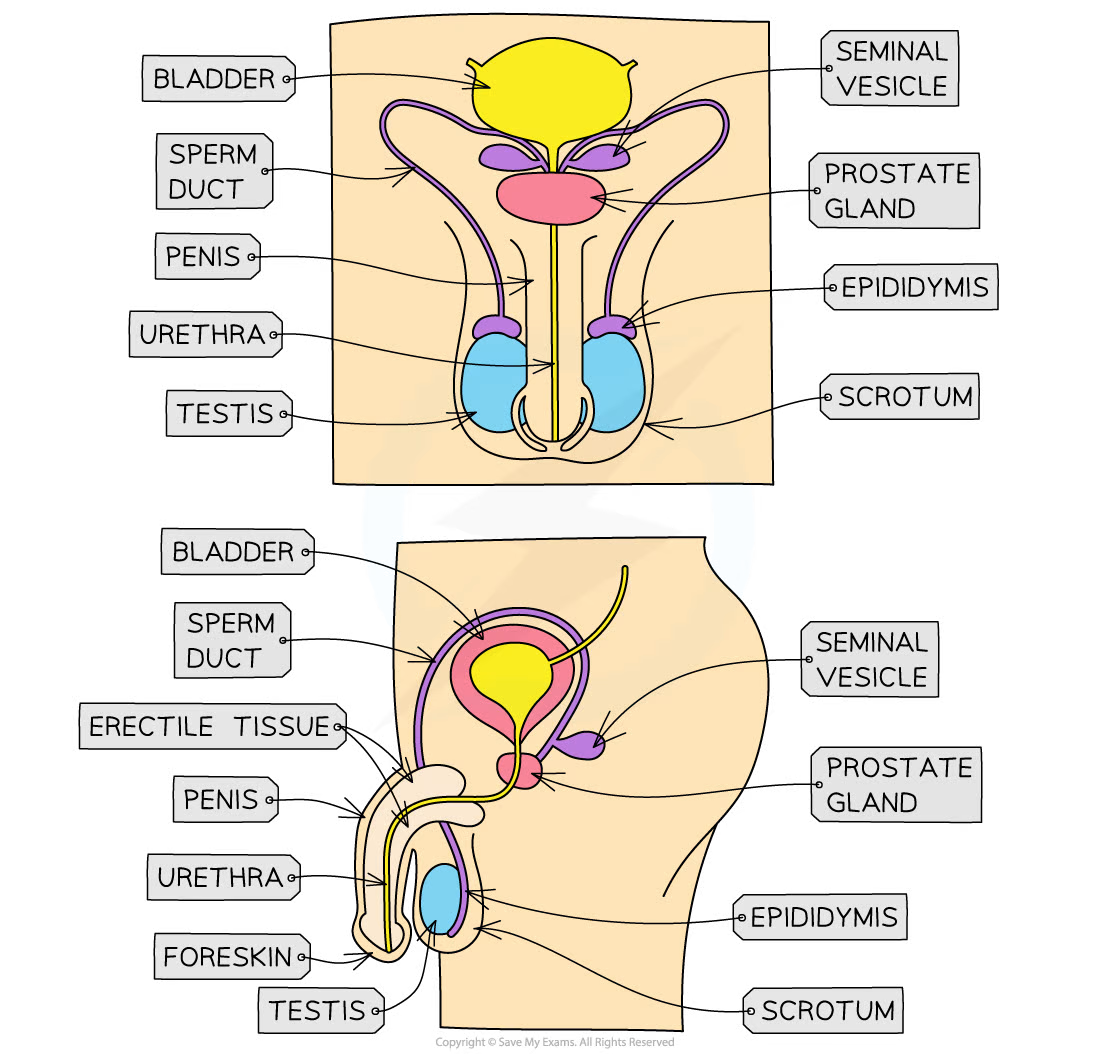 BLADDER
SPERM
DUCT
PENIS
URETHRA
TESTIS
SEMINAL
VESICLE
PROSTATE
GLAND
EPIDIDYMIS
SCROTUM
BLADDER
SPERM
DUCT
ERECTILE TISSUE
PENIS
URETHRA
FORESKIN
TESTIS
SEMINAL
VESICLE
PROSTATE
GLAND
EPIDIDYMIS
SCROTUM
Copyright © Save My Exams. All Rights Reserved